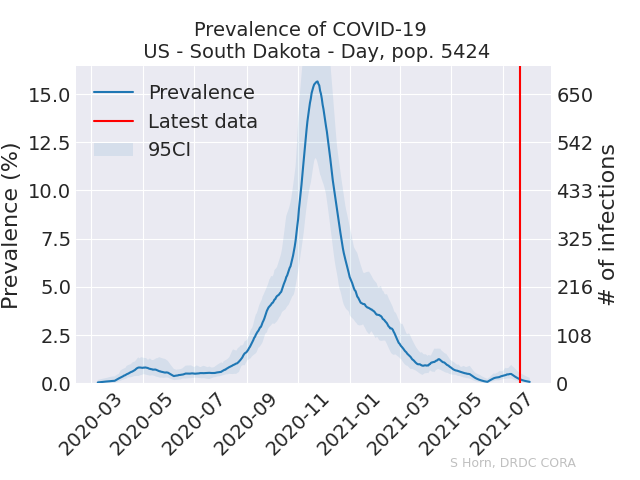 Prevalence of COVID-19
US - South Dakota - Day, pop. 5424
Prevalence (%)
15.0
12.5
10.0
7.5
5.0
2.5
0.0
Prevalence
Latest data
95CI
650
542
433
325
216
108
0
# of infections
2020-03
2020-05
2020-07
2020-09
2020-11
2021-01
2021-03
2021-05
2021-07
S Horn, DRDC CORA